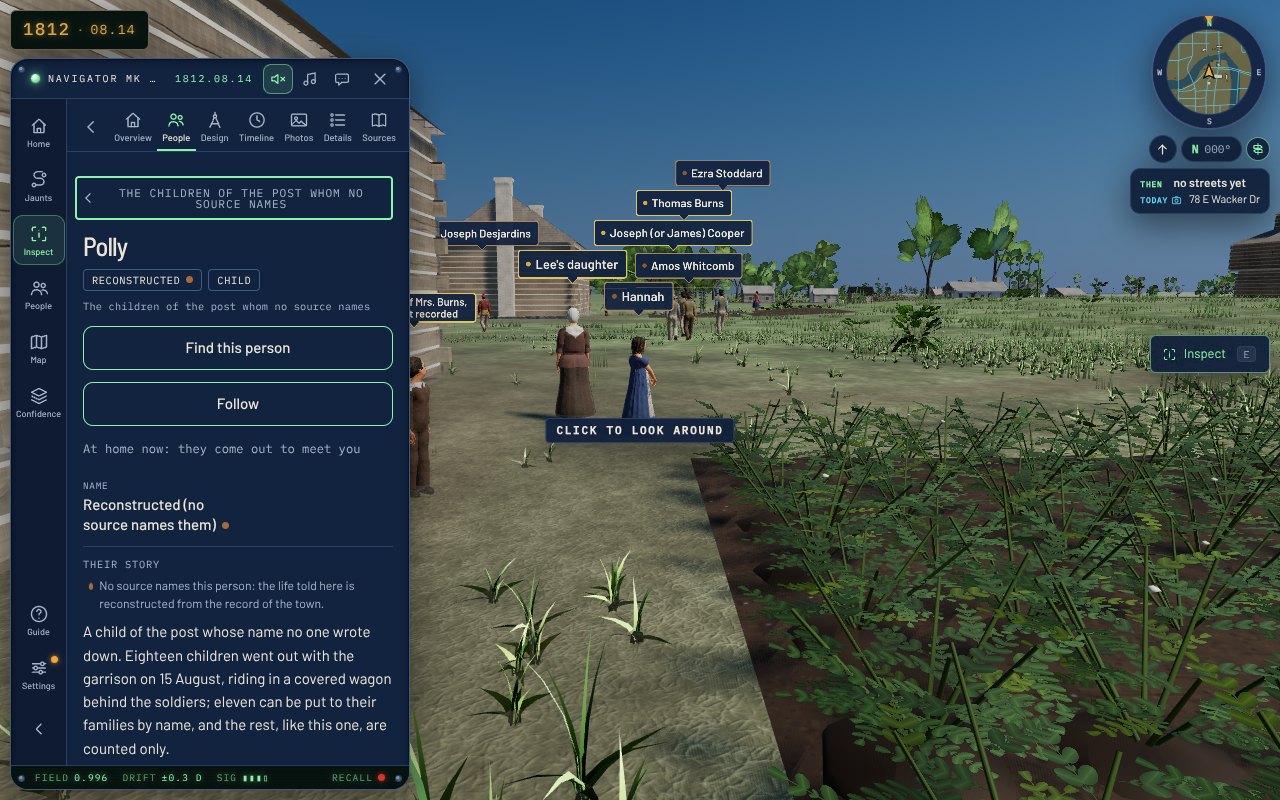 1812 · 08.14
NAVIGATOR MK …
1812.08.14
Home
Jaunts
Inspect
People
Map
Confidence
Guide
Settings
Overview
People
Design
Timeline
Photos
Details
Sources
THE CHILDREN OF THE POST WHOM NO
SOURCE NAMES
Polly
RECONSTRUCTED
CHILD
The children of the post whom no source names
Find this person
Follow
At home now: they come out to meet you
NAME
Reconstructed (no
source names them)
THEIR STORY
No source names this person: the life told here is
reconstructed from the record of the town.
A child of the post whose name no one wrote
down. Eighteen children went out with the
garrison on 15 August, riding in a covered wagon
behind the soldiers; eleven can be put to their
families by name, and the rest, like this one, are
counted only.
FIELD 0.996 DRIFT ±0.3 D SIG
RECALL
Ezra Stoddard
Thomas Burns
Joseph Desjardins
Joseph (or James) Cooper
Lee's daughter
Amos Whitcomb
Hannah
f Mrs. Burns,
t recorded
CLICK TO LOOK AROUND
N
W
E
S
N 000°
THEN no streets yet
TODAY 78 E Wacker Dr
Inspect E